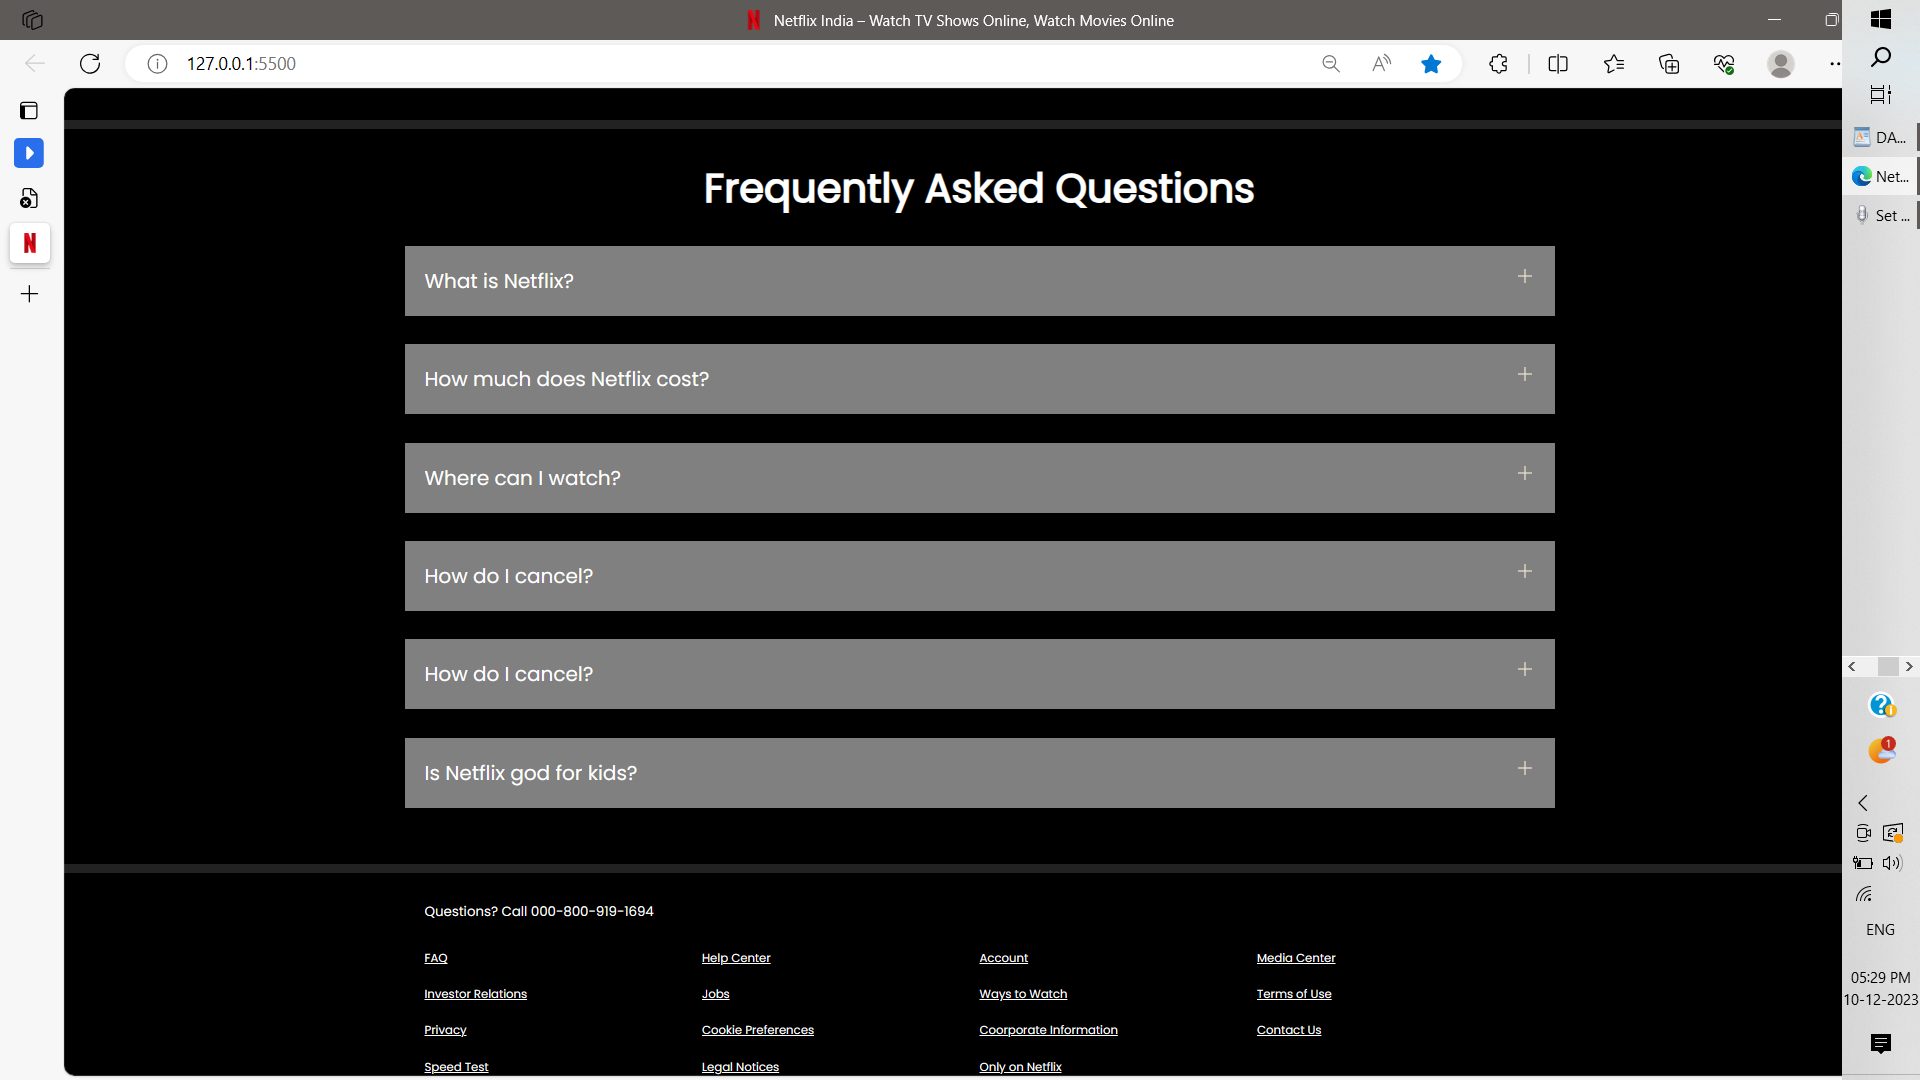 Netflix India – Watch TV Shows Online, Watch Movies Online
127.0.0.1:5500
DA...
Net...
Set ...
Frequently Asked Questions
What is Netflix?
+
How much does Netflix cost?
+
Where can I watch?
+
How do I cancel?
+
How do I cancel?
+
Is Netflix god for kids?
+
Questions? Call 000-800-919-1694
FAQ Help Center Account Media Center
Investor Relations Jobs Ways to Watch Terms of Use
Privacy Cookie Preferences Coorporate Information Contact Us
Speed Test Legal Notices Only on Netflix
1
ENG
05:29 PM
10-12-2023